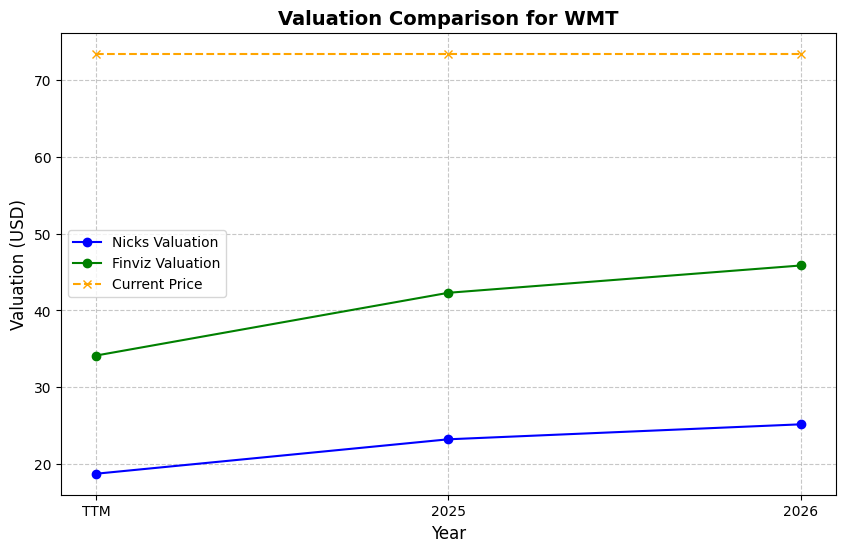 Valuation Comparison for WMT
Valuation (USD)
70
60
50
40
30
20
Nicks Valuation
Finviz Valuation
Current Price
TTM
2025
2026
Year